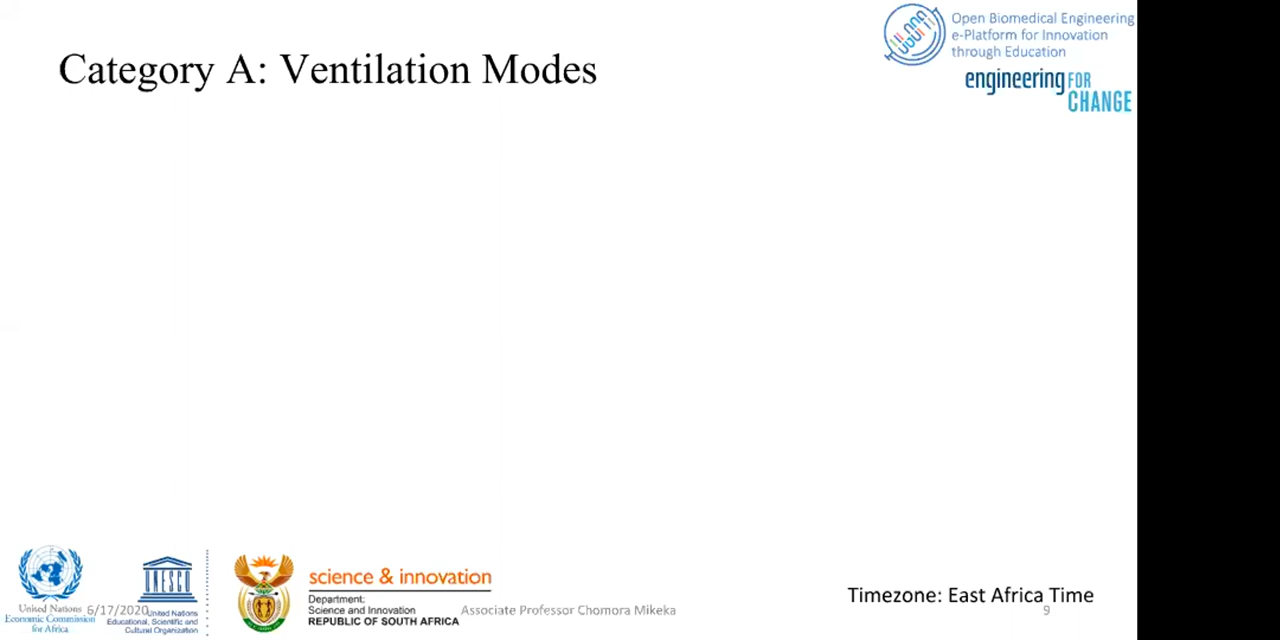 Open Biomedical Engineering
e-Platform for Innovation
through Education
engineering FOR
CHANGE
Category A: Ventilation Modes
United Nations
Economic Commission
for Africa
6/17/2020
UNESCO
United Nations
Educational, Scientific and
Cultural Organization
science & innovation
Department:
Science and Innovation
REPUBLIC OF SOUTH AFRICA
Associate Professor Chomora Mikeka
Timezone: East Africa Time
9